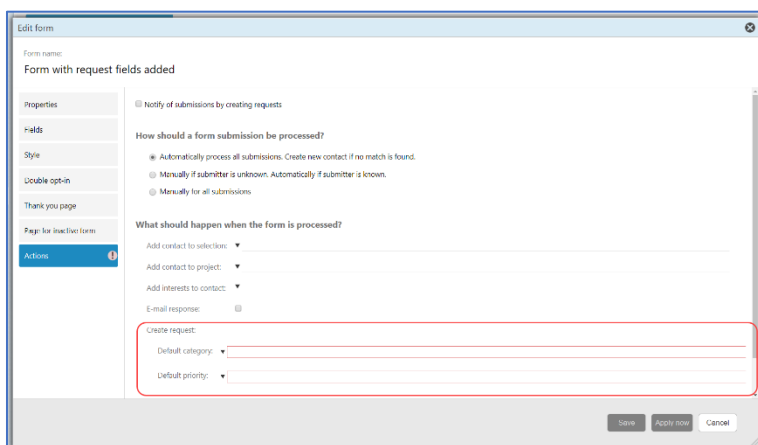 Edit form
Form name:
Form with request fields added
Properties
Fields
Style
Double opt-in
Thank you page
Page for inactive form
Actions
Notify of submissions by creating requests
How should a form submission be processed?
Automatically process all submissions. Create new contact if no match is found.
Manually if submitter is unknown. Automatically if submitter is known.
Manually for all submissions
What should happen when the form is processed?
Add contact to selection:
Add contact to project:
Add interests to contact:
E-mail response:
Create request:
Default category:
Default priority:
Save
Apply now
Cancel